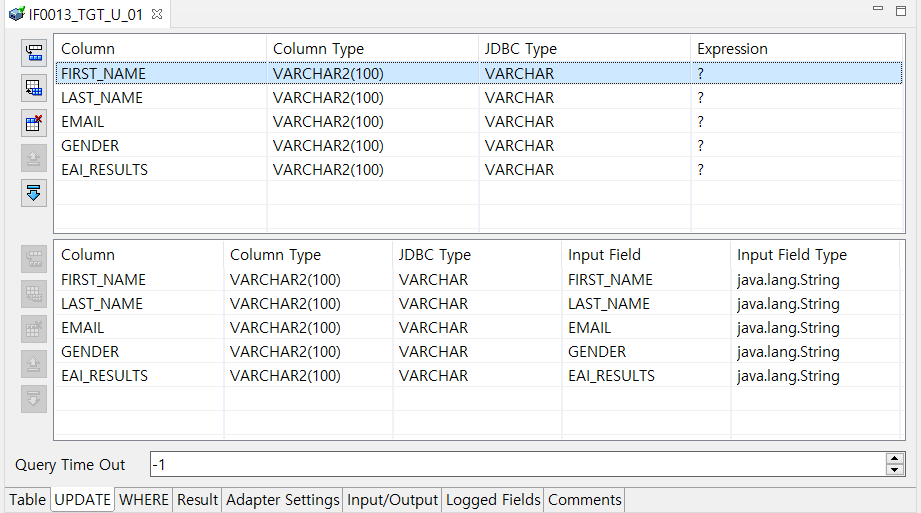 IF0013_TGT_U_01
Column Column Type JDBC Type Expression
FIRST_NAME VARCHAR2(100) VARCHAR ?
LAST_NAME VARCHAR2(100) VARCHAR ?
EMAIL VARCHAR2(100) VARCHAR ?
GENDER VARCHAR2(100) VARCHAR ?
EAI_RESULTS VARCHAR2(100) VARCHAR ?
Column Column Type JDBC Type Input Field Input Field Type
FIRST_NAME VARCHAR2(100) VARCHAR FIRST_NAME java.lang.String
LAST_NAME VARCHAR2(100) VARCHAR LAST_NAME java.lang.String
EMAIL VARCHAR2(100) VARCHAR EMAIL java.lang.String
GENDER VARCHAR2(100) VARCHAR GENDER java.lang.String
EAI_RESULTS VARCHAR2(100) VARCHAR EAI_RESULTS java.lang.String
Query Time Out -1
Table UPDATE WHERE Result Adapter Settings Input/Output Logged Fields Comments